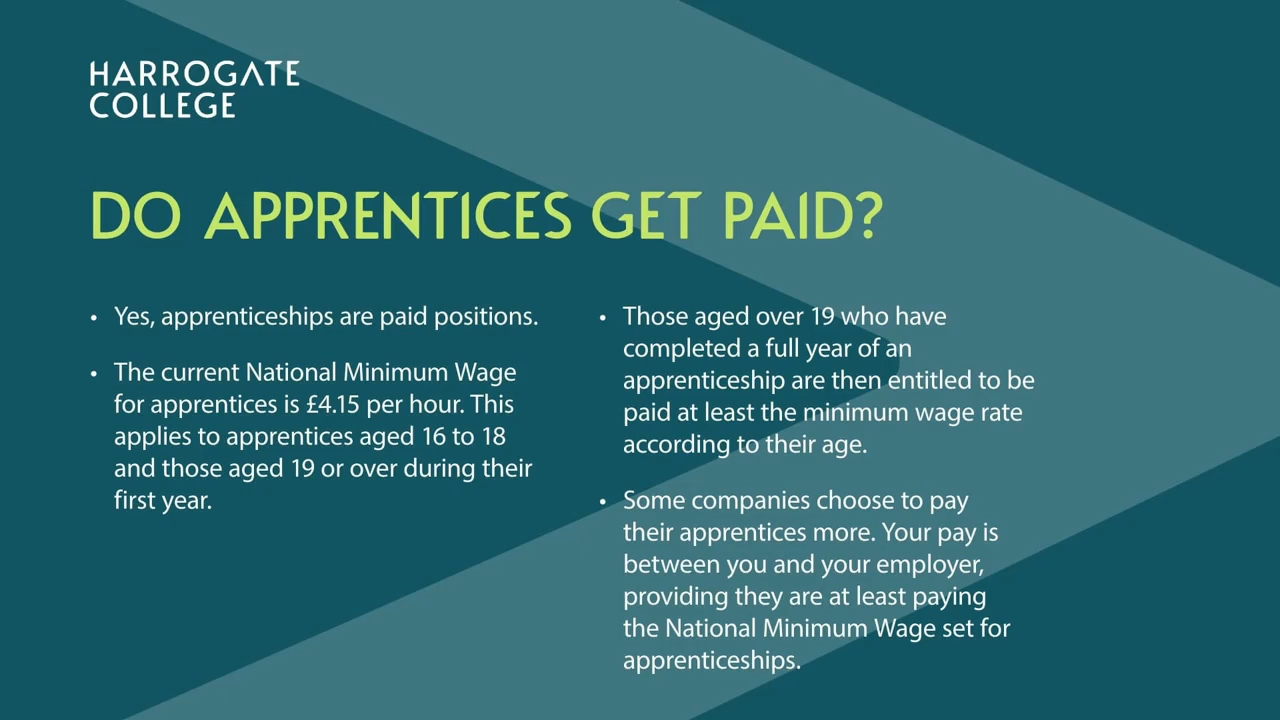 HARROGATE
COLLEGE
DO APPRENTICES GET PAID?
• Yes, apprenticeships are paid positions.
• The current National Minimum Wage
for apprentices is £4.15 per hour. This
applies to apprentices aged 16 to 18
and those aged 19 or over during their
first year.
• Those aged over 19 who have
completed a full year of an
apprenticeship are then entitled to be
paid at least the minimum wage rate
according to their age.
• Some companies choose to pay
their apprentices more. Your pay is
between you and your employer,
providing they are at least paying
the National Minimum Wage set for
apprenticeships.